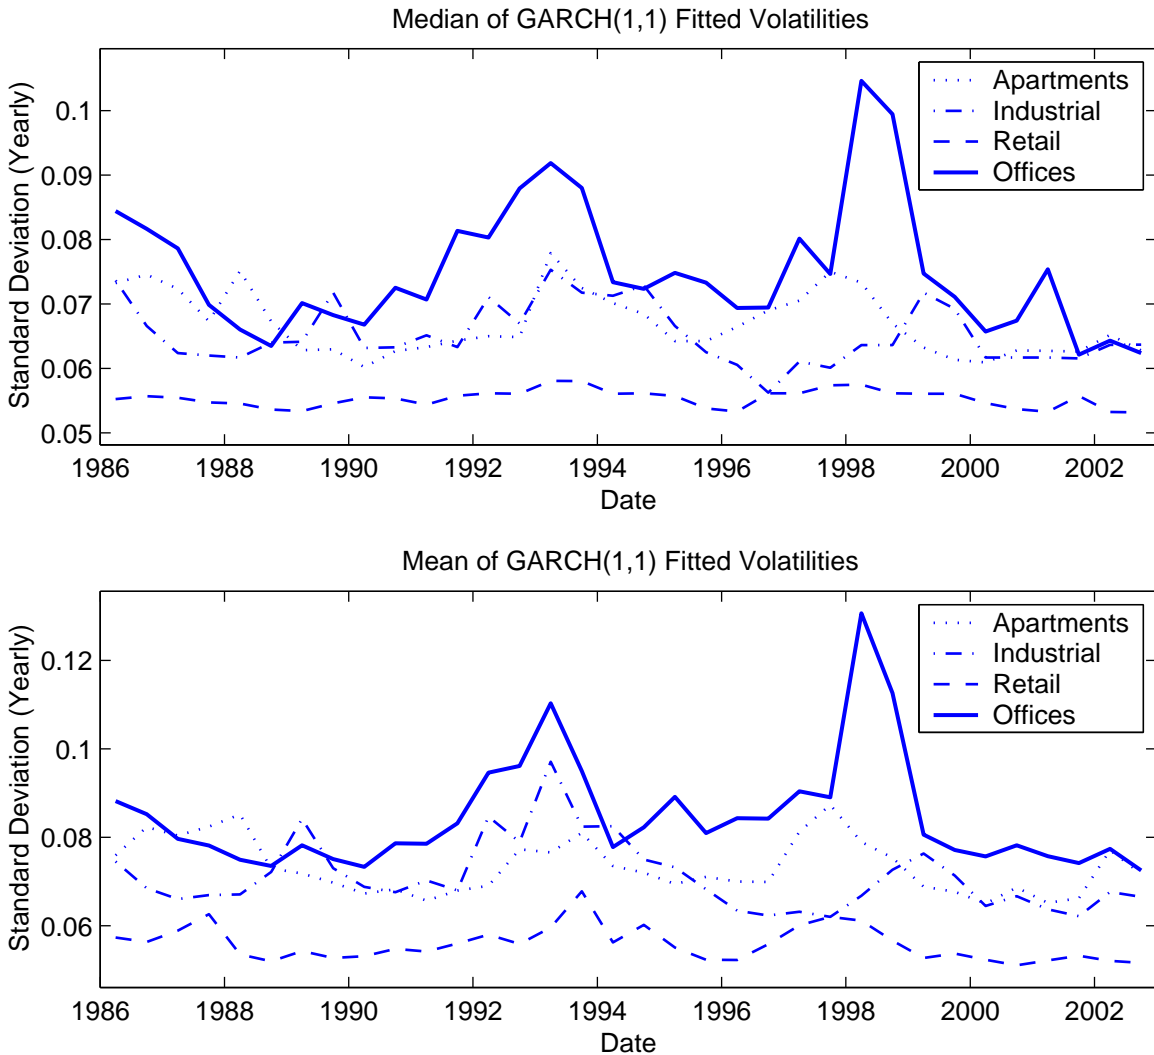 Median of GARCH(1,1) Fitted Volatilities
Standard Deviation (Yearly)
0.1
0.09
0.08
0.07
0.06
0.05
Apartments
Industrial
Retail
Offices
1986 1988 1990 1992 1994 1996 1998 2000 2002
Date
Mean of GARCH(1,1) Fitted Volatilities
Standard Deviation (Yearly)
0.12
0.1
0.08
0.06
Apartments
Industrial
Retail
Offices
1986 1988 1990 1992 1994 1996 1998 2000 2002
Date